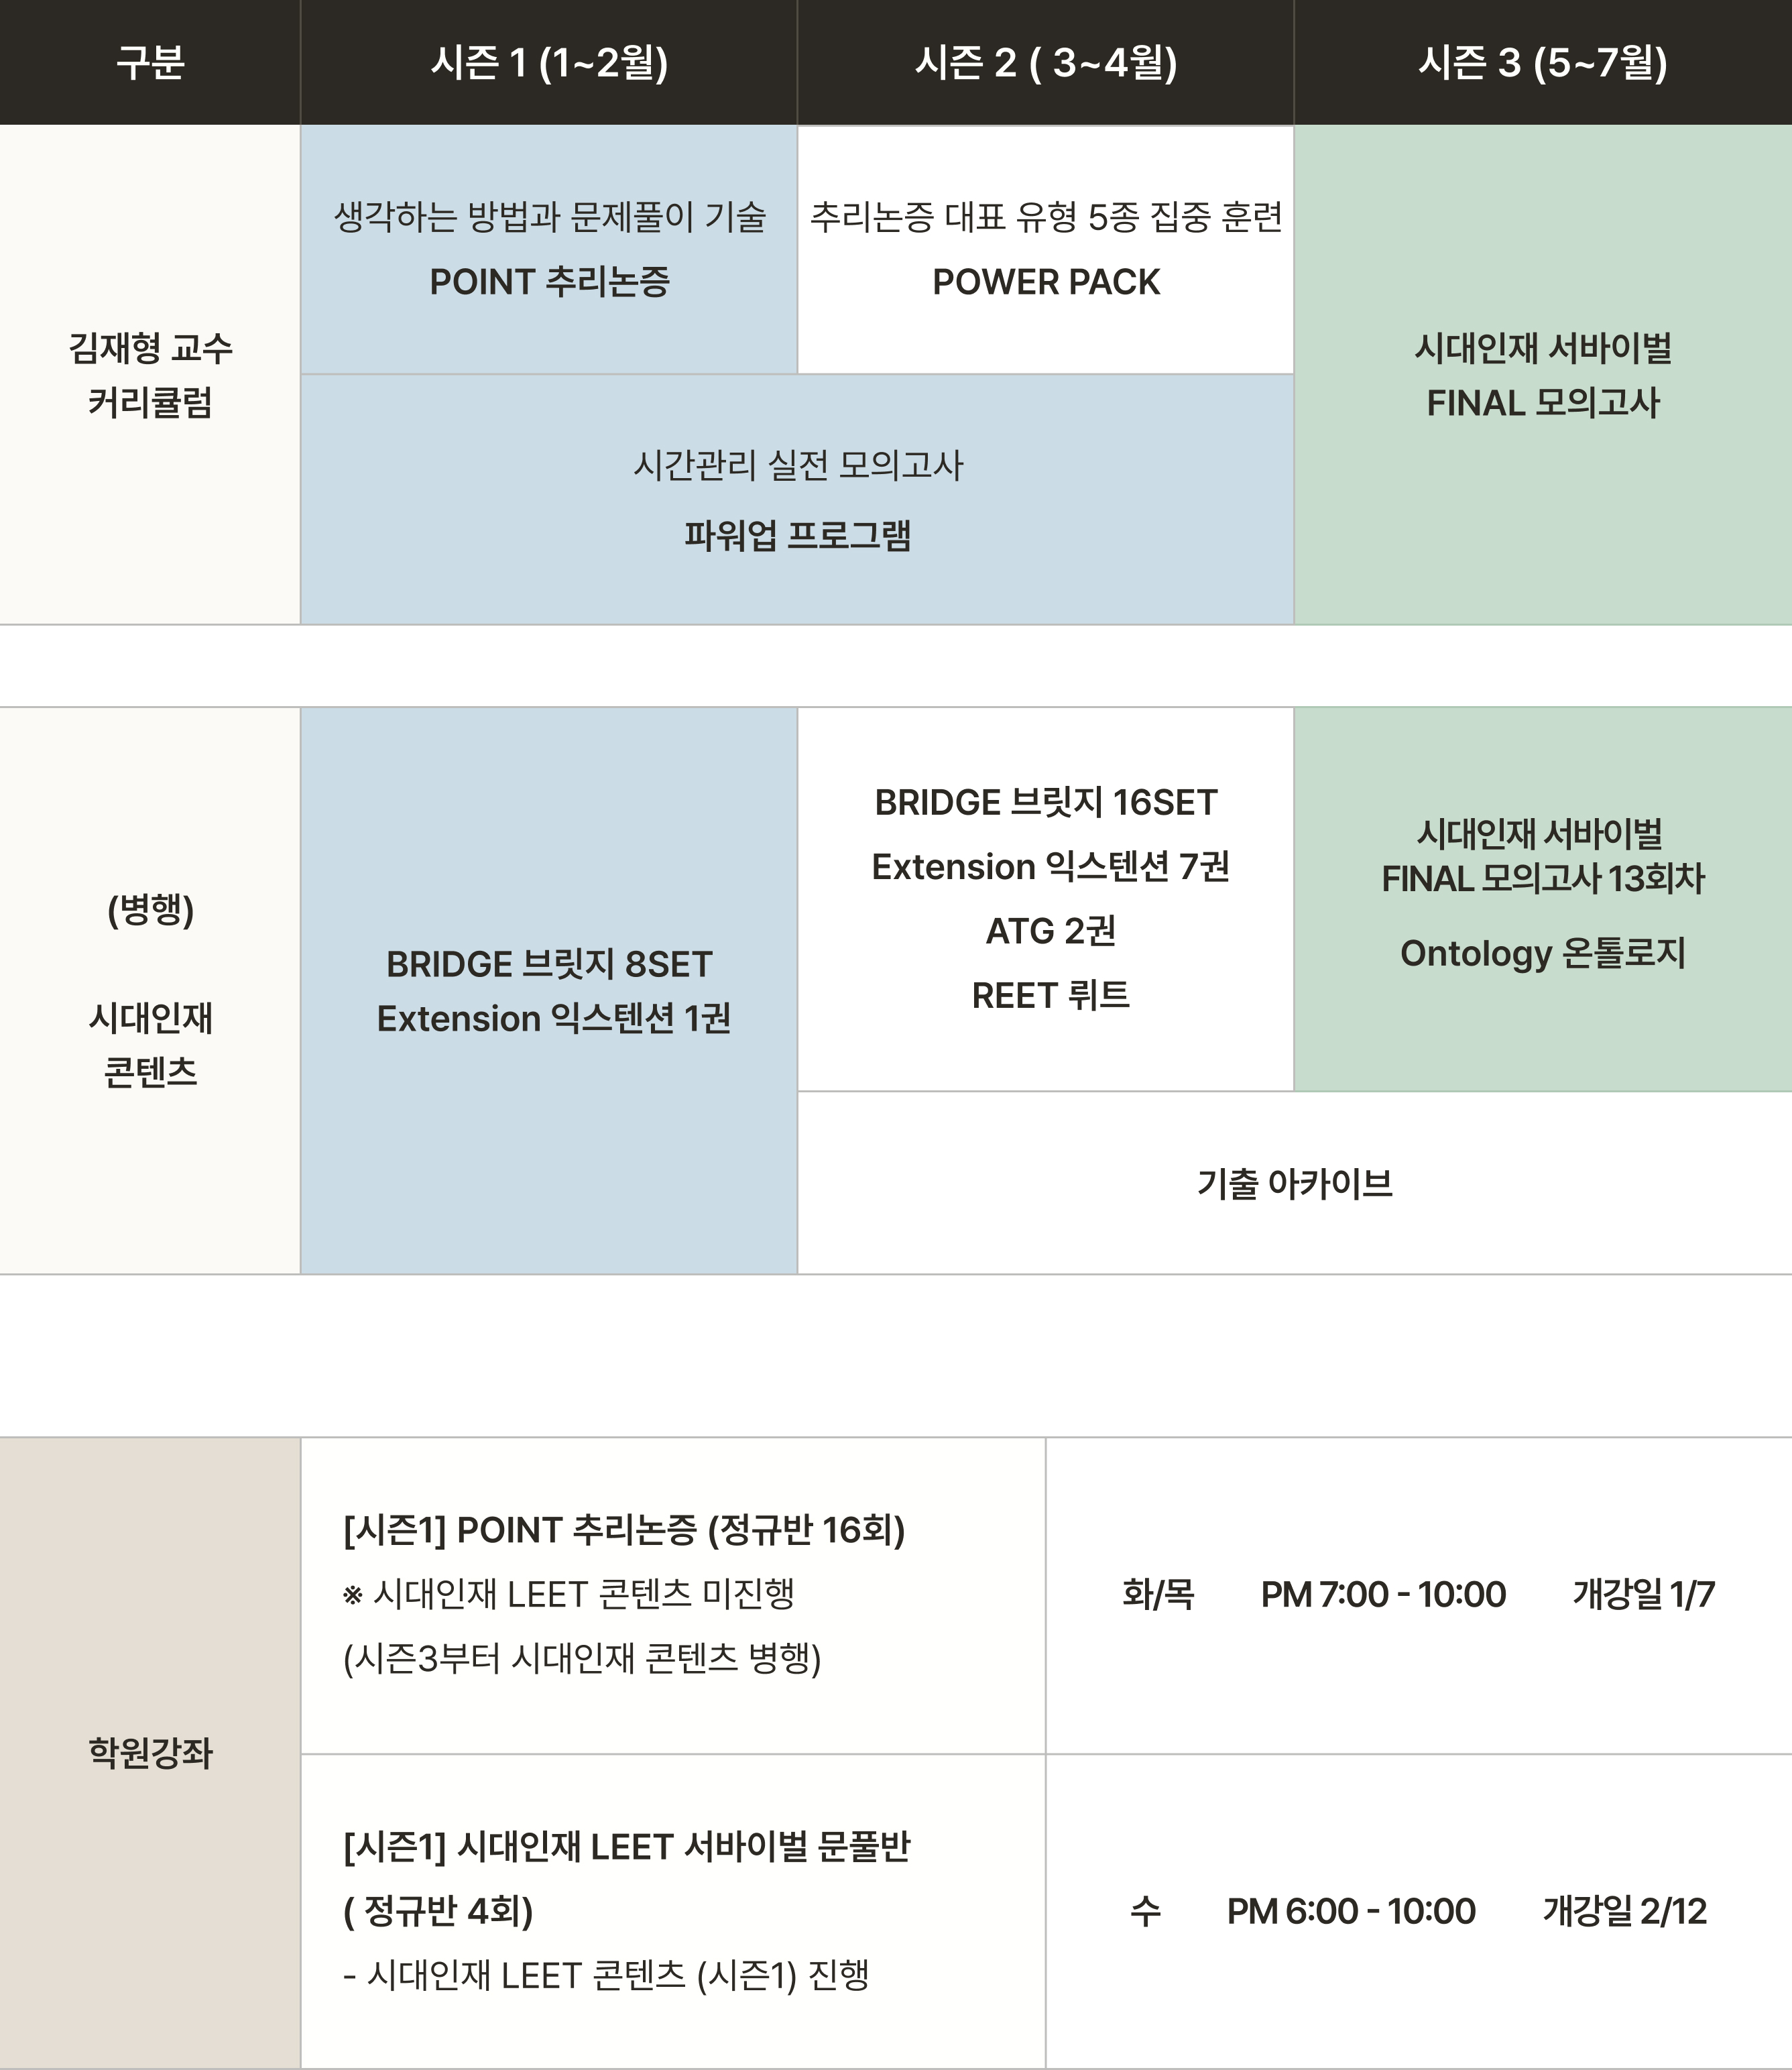 구분 시즌 1 (1~2월) 시즌 2 ( 3~4월) 시즌 3 (5~7월)
김재형 교수
커리큘럼
생각하는 방법과 문제풀이 기술
POINT 추리논증
추리논증 대표 유형 5종 집중 훈련
POWER PACK
시간관리 실전 모의고사
파워업 프로그램
시대인재 서바이벌
FINAL 모의고사
(병행)
시대인재
콘텐츠
BRIDGE 브릿지 8SET
Extension 익스텐션 1권
BRIDGE 브릿지 16SET
Extension 익스텐션 7권
ATG 2권
REET 뤼트
시대인재 서바이벌
FINAL 모의고사 13회차
Ontology 온톨로지
기출 아카이브
학원강좌
[시즌1] POINT 추리논증 (정규반 16회)
※ 시대인재 LEET 콘텐츠 미진행
(시즌3부터 시대인재 콘텐츠 병행)
화/목 PM 7:00 - 10:00 개강일 1/7
[시즌1] 시대인재 LEET 서바이벌 문풀반
( 정규반 4회)
- 시대인재 LEET 콘텐츠 (시즌1) 진행
수 PM 6:00 - 10:00 개강일 2/12